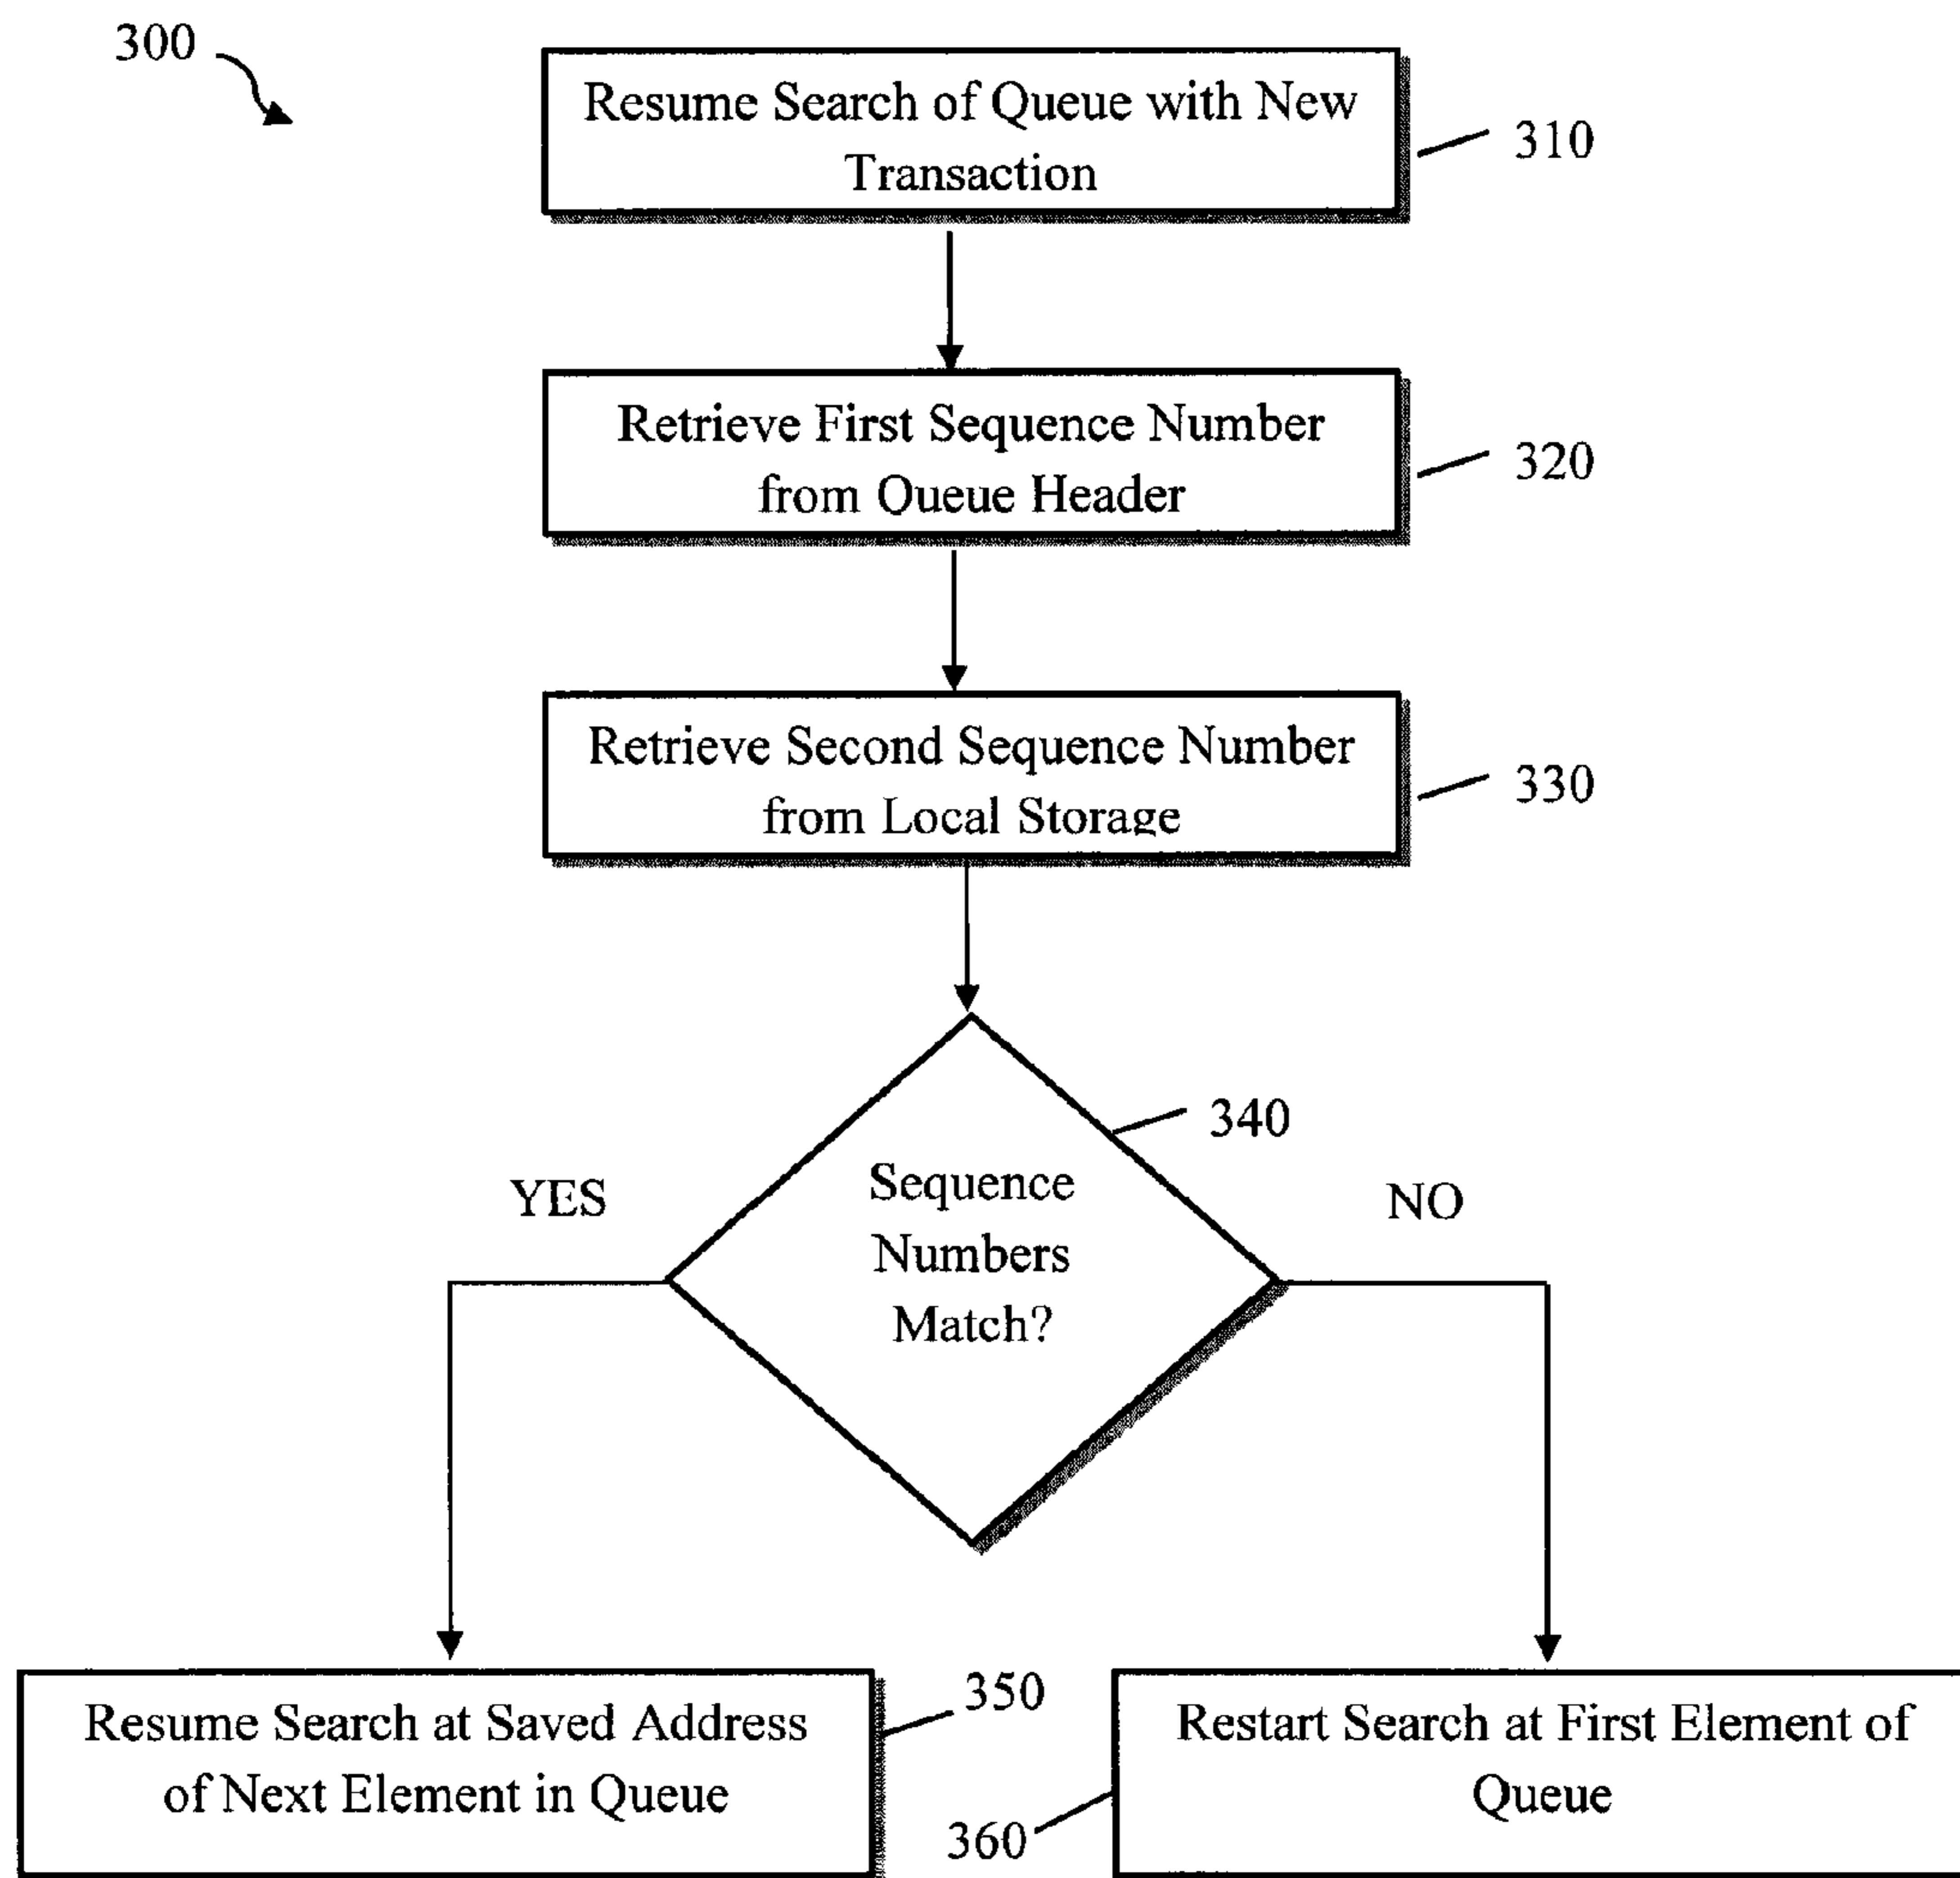 300
Resume Search of Queue with New
Transaction
310
Retrieve First Sequence Number
from Queue Header
320
Retrieve Second Sequence Number
from Local Storage
330
340
Sequence
Numbers
Match?
YES
NO
Resume Search at Saved Address
of Next Element in Queue
350
Restart Search at First Element of
Queue
360